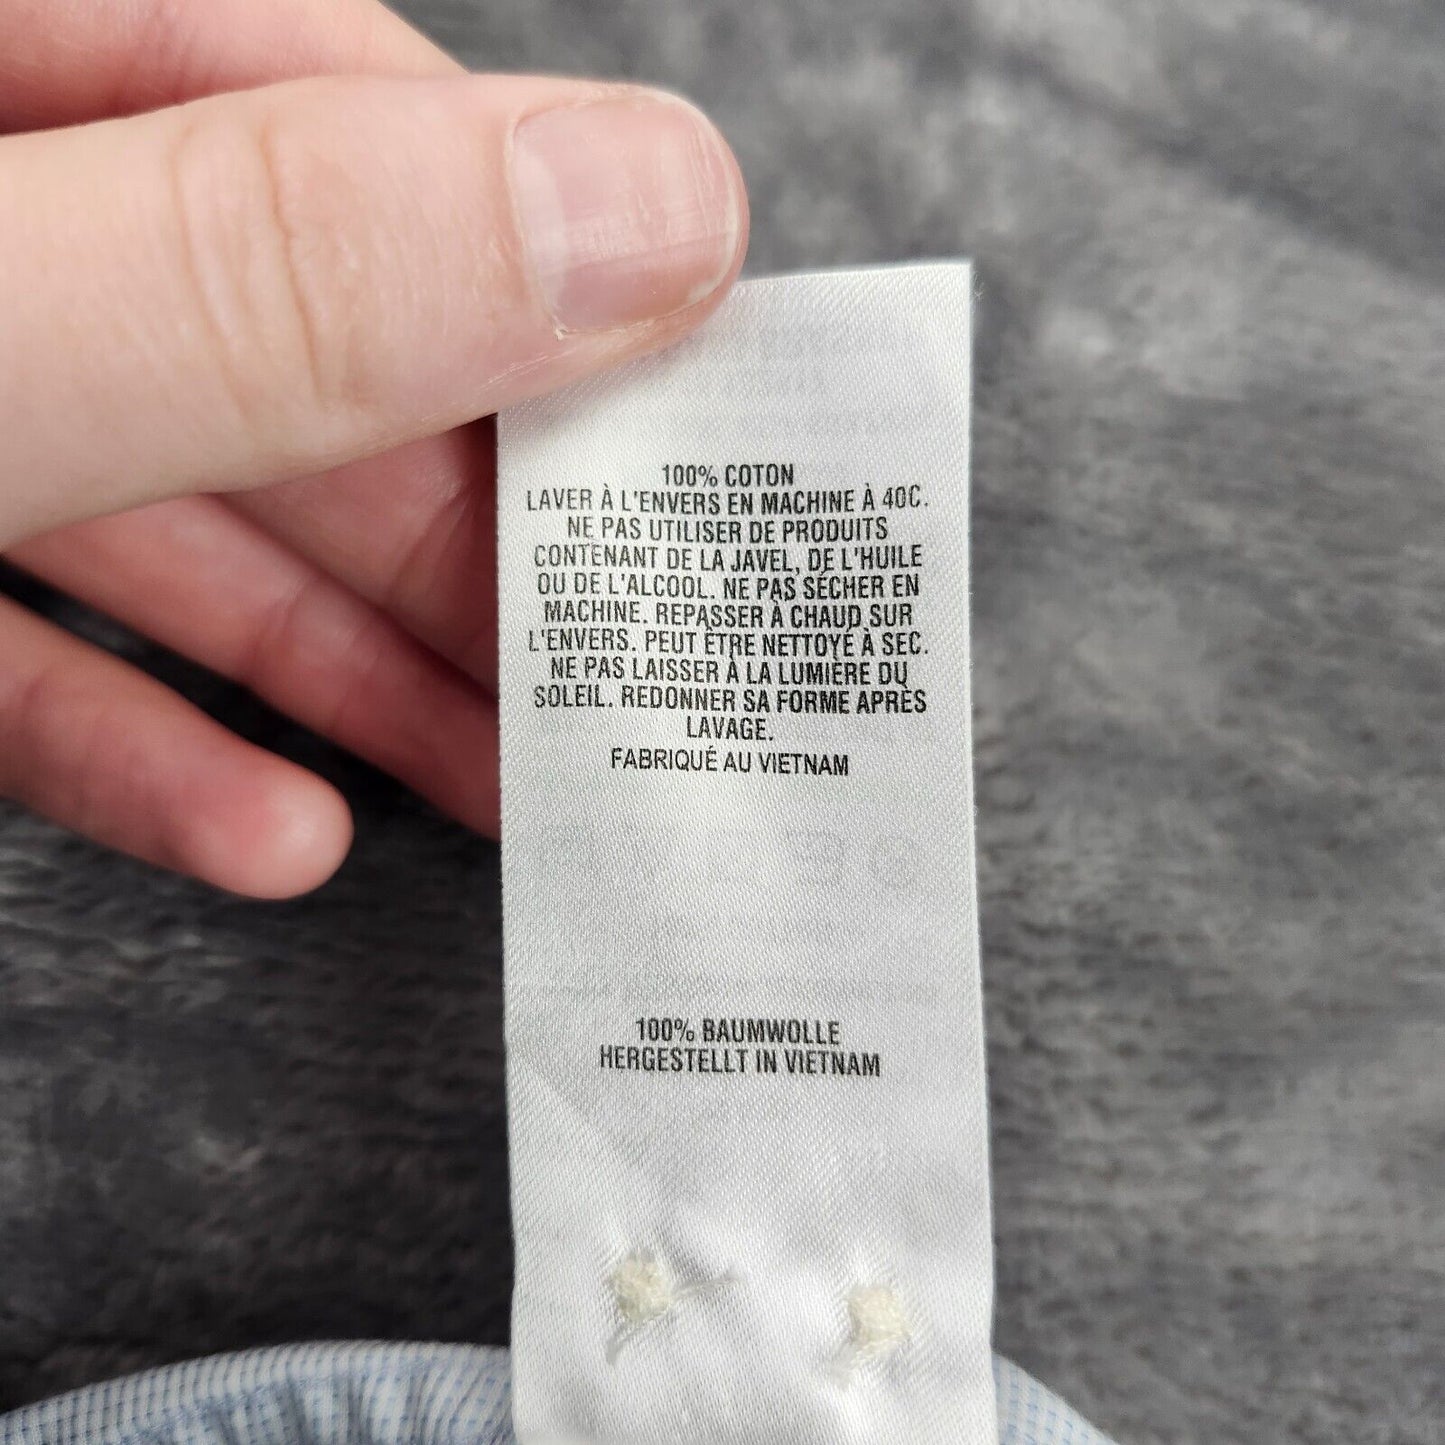 100% COTON
LAVER À L'ENVERS EN MACHINE À 40C.
NE PAS UTILISER DE PRODUITS
CONTENANT DE LA JAVEL, DE L'HUILE
OU DE L'ALCOOL. NE PAS SÉCHER EN
MACHINE. REPASSER À CHAUD SUR
L'ENVERS. PEUT ÊTRE NETTOYÉ À SEC.
NE PAS LAISSER À LA LUMIÈRE DU
SOLEIL. REDONNER SA FORME APRÈS
LAVAGE.
FABRIQUÉ AU VIETNAM
100% BAUMWOLLE
HERGESTELLT IN VIETNAM